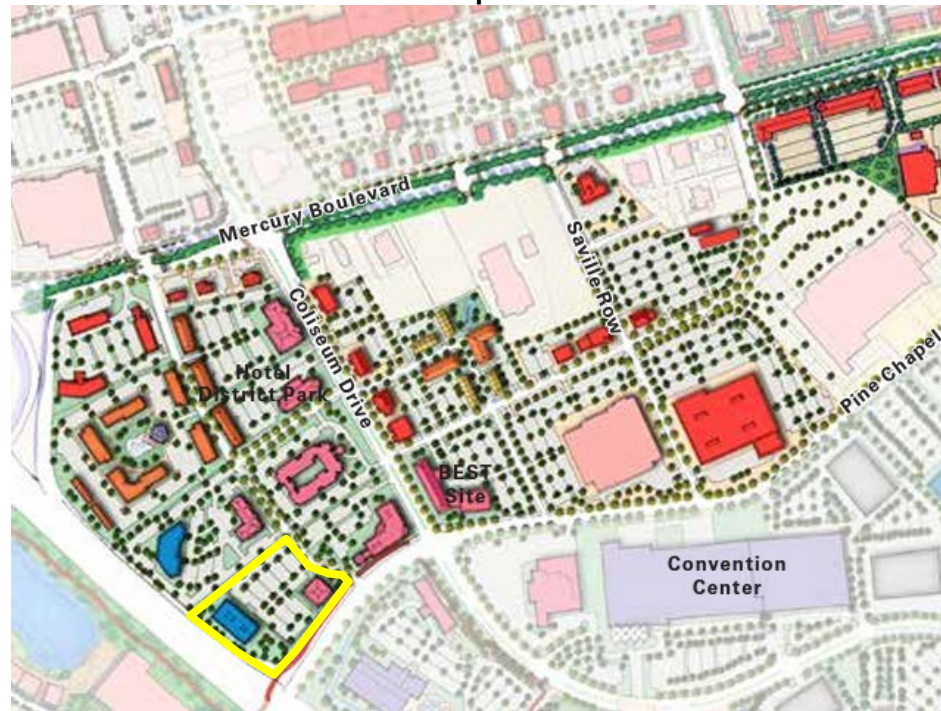 Mercury Boulevard
Saville Row
Coliseum Drive
Pine Chapel
Hotel
District Park
BEST
Site
Convention
Center